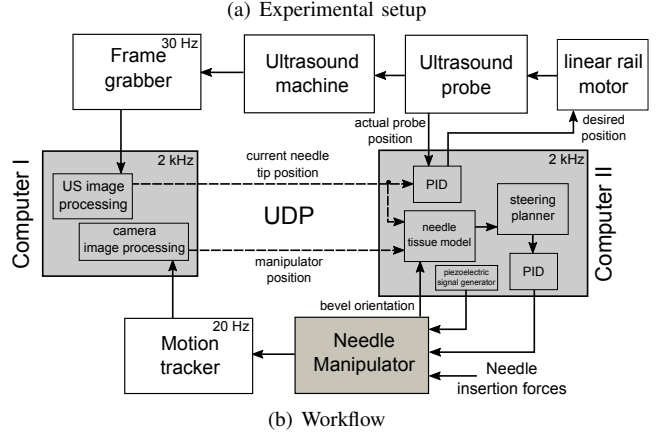 (a) Experimental setup
30 Hz
Frame
grabber
Ultrasound
machine
Ultrasound
probe
linear rail
motor
actual probe
position
desired
position
Computer I
2 kHz
US image
processing
camera
image processing
current needle
tip position
UDP
manipulator
position
2 kHz
PID
steering
planner
needle
tissue model
PID
piezoelectric
signal generator
Computer II
bevel orientation
20 Hz
Motion
tracker
Needle
Manipulator
Needle
insertion forces
(b) Workflow